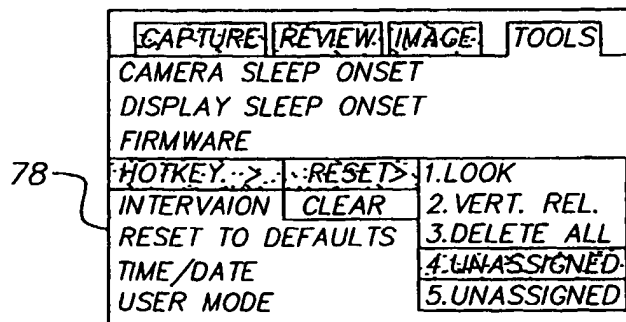 CAPTURE REVIEW IMAGE TOOLS
CAMERA SLEEP ONSET
DISPLAY SLEEP ONSET
FIRMWARE
78 HOTKEY > RESET> 1.LOOK
INTERVAION CLEAR 2.VERT. REL.
RESET TO DEFAULTS 3.DELETE ALL
TIME/DATE 4.UNASSIGNED
USER MODE 5.UNASSIGNED